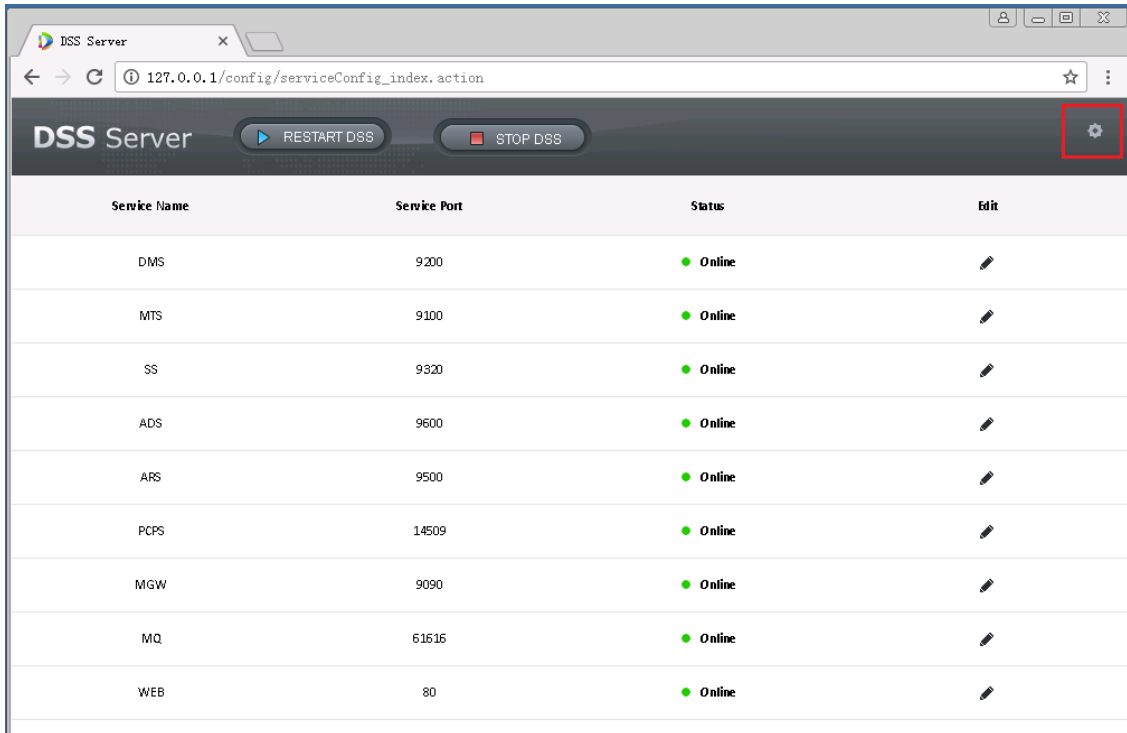 DSS Server
127.0.0.1/config/serviceConfig_index.action
DSS Server RESTART DSS STOP DSS
Service Name Service Port Status Edit
DMS 9200 Online
MTS 9100 Online
SS 9320 Online
ADS 9600 Online
ARS 9500 Online
PCPS 14509 Online
MGW 9090 Online
MQ 61616 Online
WEB 80 Online